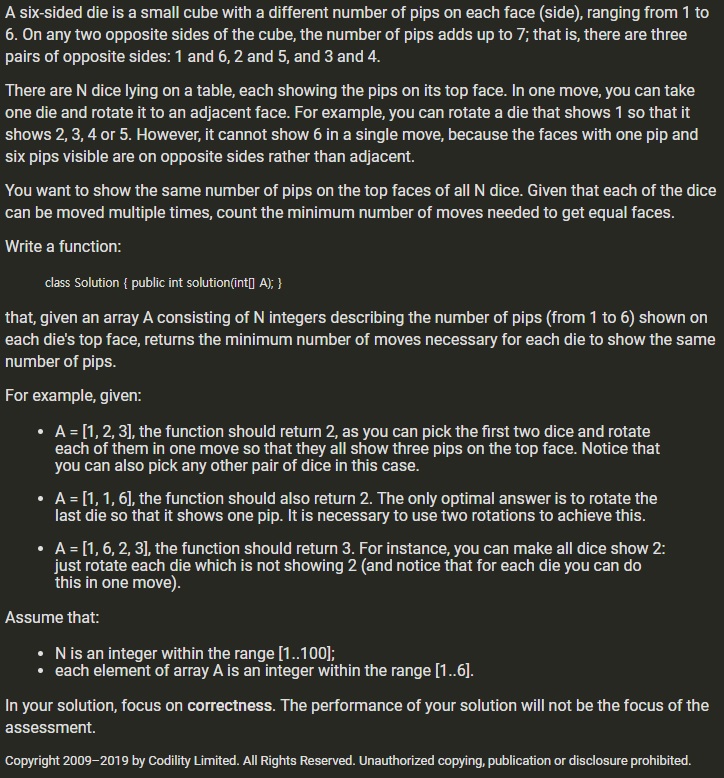 A six-sided die is a small cube with a different number of pips on each face (side), ranging from 1 to
6. On any two opposite sides of the cube, the number of pips adds up to 7; that is, there are three
pairs of opposite sides: 1 and 6, 2 and 5, and 3 and 4.
There are N dice lying on a table, each showing the pips on its top face. In one move, you can take
one die and rotate it to an adjacent face. For example, you can rotate a die that shows 1 so that it
shows 2, 3, 4 or 5. However, it cannot show 6 in a single move, because the faces with one pip and
six pips visible are on opposite sides rather than adjacent.
You want to show the same number of pips on the top faces of all N dice. Given that each of the dice
can be moved multiple times, count the minimum number of moves needed to get equal faces.
Write a function:
class Solution { public int solution(int[] A); }
that, given an array A consisting of N integers describing the number of pips (from 1 to 6) shown on
each die's top face, returns the minimum number of moves necessary for each die to show the same
number of pips.
For example, given:
• A = [1, 2, 3], the function should return 2, as you can pick the first two dice and rotate
each of them in one move so that they all show three pips on the top face. Notice that
you can also pick any other pair of dice in this case.
• A = [1, 1, 6], the function should also return 2. The only optimal answer is to rotate the
last die so that it shows one pip. It is necessary to use two rotations to achieve this.
• A = [1, 6, 2, 3], the function should return 3. For instance, you can make all dice show 2:
just rotate each die which is not showing 2 (and notice that for each die you can do
this in one move).
Assume that:
• N is an integer within the range [1..100];
• each element of array A is an integer within the range [1..6].
In your solution, focus on correctness. The performance of your solution will not be the focus of the
assessment.
Copyright 2009–2019 by Codility Limited. All Rights Reserved. Unauthorized copying, publication or disclosure prohibited.